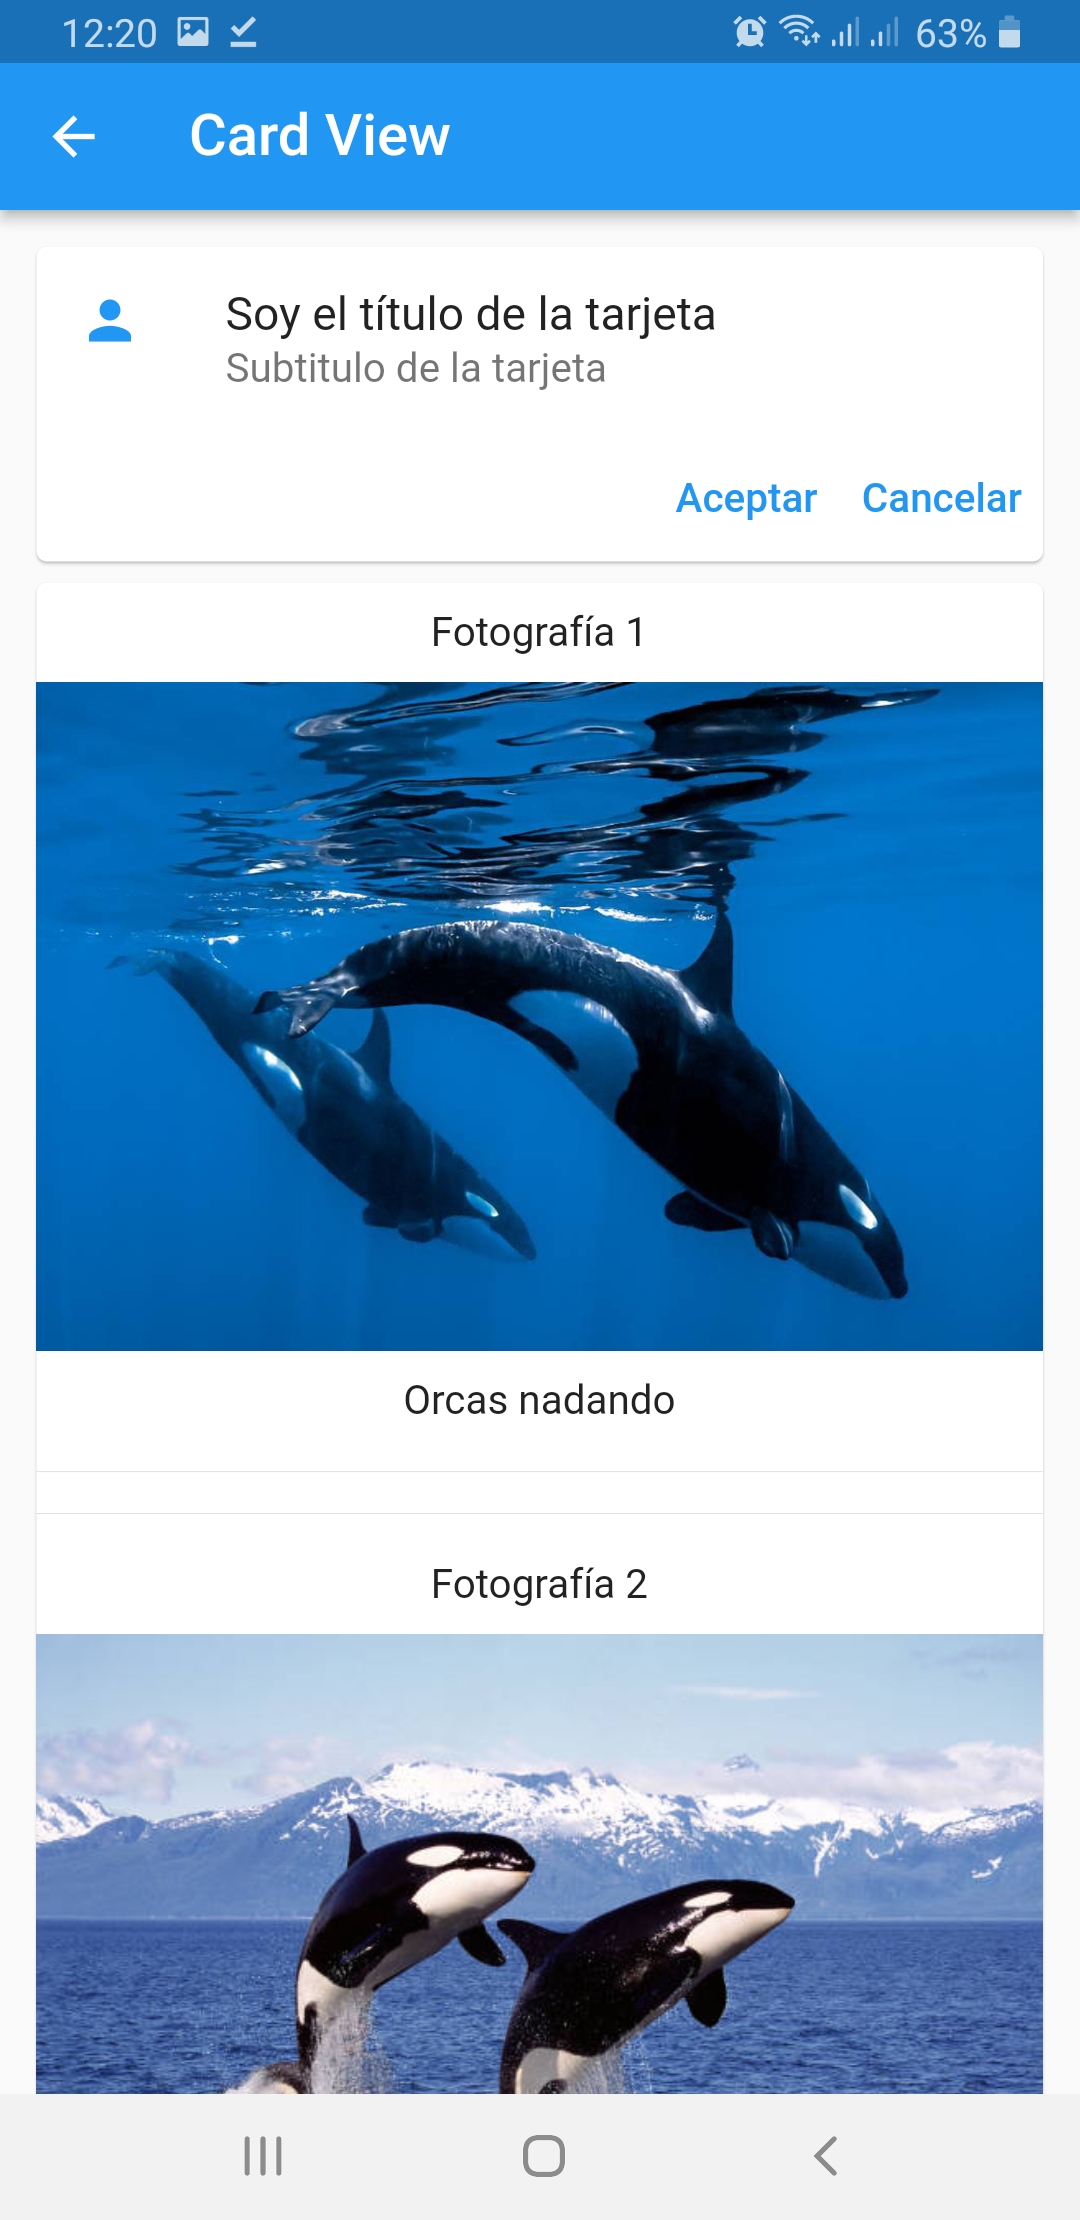 12:20 63%
Card View
Soy el título de la tarjeta
Subtitulo de la tarjeta
Aceptar Cancelar
Fotografía 1
Orcas nadando
Fotografía 2